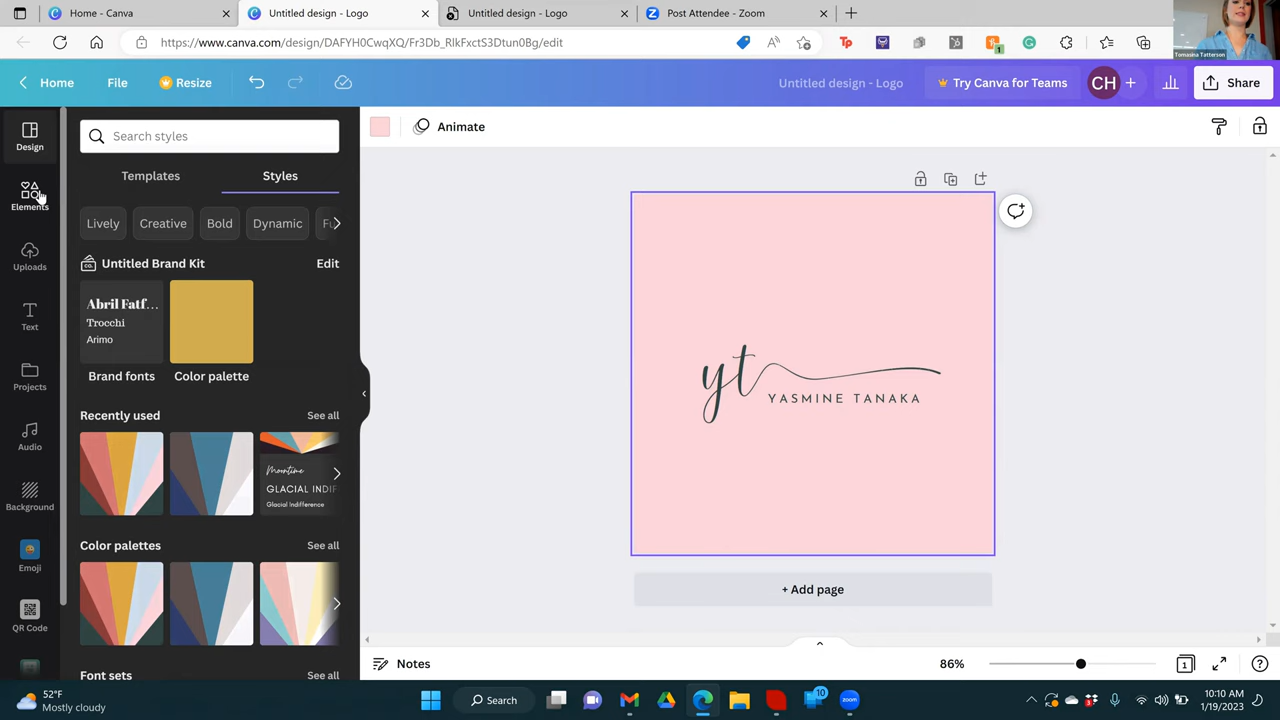 Home - Canva
Untitled design - Logo
Untitled design - Logo
Post Attendee - Zoom
https://www.canva.com/design/DAFYH0CwqXQ/Fr3Db_RlkFxctS3Dtun0Bg/edit
Tomasina Tatterson
Home
File
Resize
Untitled design - Logo
Try Canva for Teams
CH
Share
Design
Elements
Uploads
Text
Projects
Audio
Background
Emoji
QR Code
Search styles
Templates
Styles
Lively
Creative
Bold
Dynamic
Untitled Brand Kit
Edit
Abril Fatf...
Trocchi
Arimo
Brand fonts
Color palette
Recently used
See all
Moontime
GLACIAL INDIF
Glacial Indifference
Color palettes
See all
Font sets
See all
Animate
yt
YASMINE TANAKA
+ Add page
Notes
86%
1
52°F
Mostly cloudy
Search
10
10:10 AM
1/19/2023